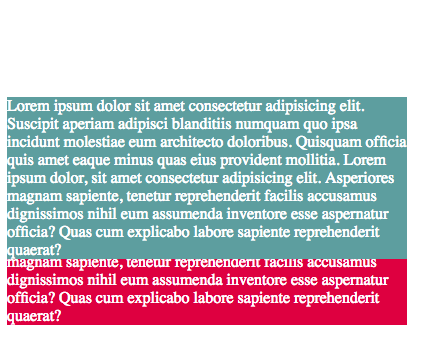 Lorem ipsum dolor sit amet consectetur adipisicing elit.
Suscipit aperiam adipisci blanditiis numquam quo ipsa
incidunt molestiae eum architecto doloribus. Quisquam officia
quis amet eaque minus quas eius provident mollitia. Lorem
ipsum dolor, sit amet consectetur adipisicing elit. Asperiores
magnam sapiente, tenetur reprehenderit facilis accusamus
dignissimos nihil eum assumenda inventore esse aspernatur
officia? Quas cum explicabo labore sapiente reprehenderit
quaerat?
magnam sapiente, tenetur reprehenderit facilis accusamus
dignissimos nihil eum assumenda inventore esse aspernatur
officia? Quas cum explicabo labore sapiente reprehenderit
quaerat?